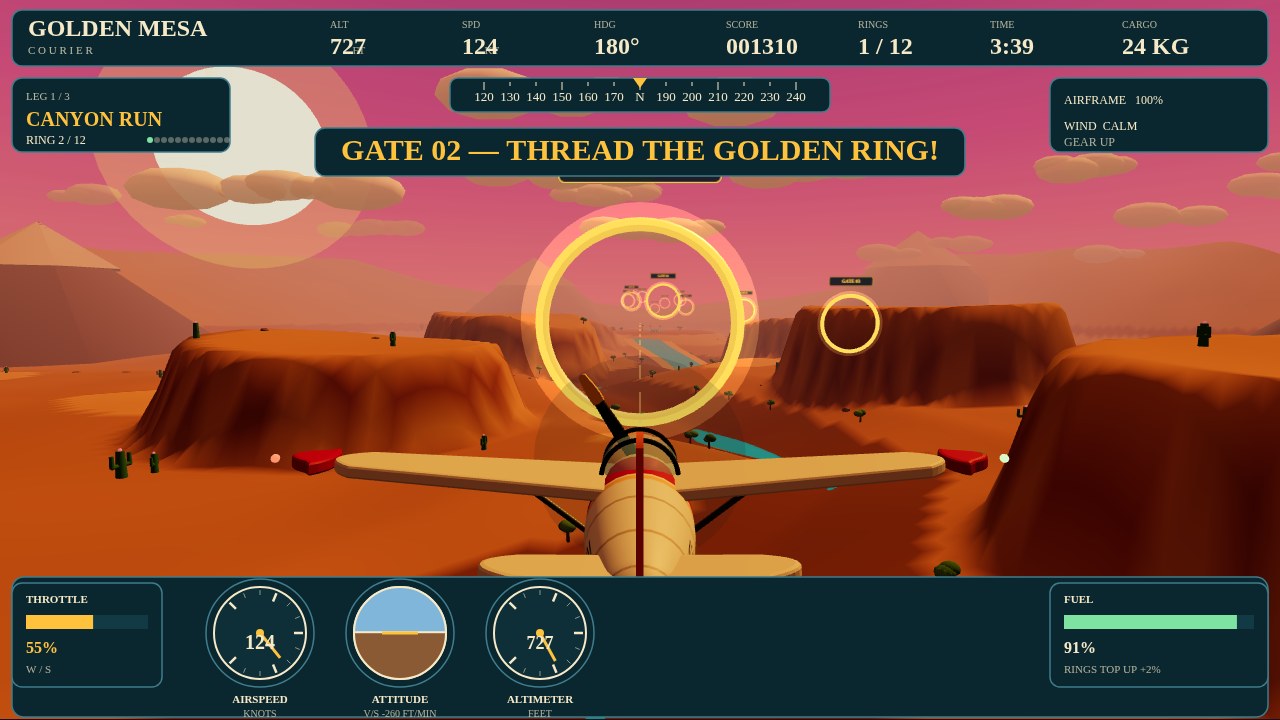 GOLDEN MESA
COURIER
ALT
727
SPD
124
HDG
180°
SCORE
001310
RINGS
1 / 12
TIME
3:39
CARGO
24 KG
LEG 1 / 3
CANYON RUN
RING 2 / 12
120 130 140 150 160 170 N 190 200 210 220 230 240
AIRFRAME 100%
WIND CALM
GEAR UP
GATE 02 — THREAD THE GOLDEN RING!
THROTTLE
55%
W / S
124
AIRSPEED
KNOTS
ATTITUDE
V/S -260 FT/MIN
727
ALTIMETER
FEET
FUEL
91%
RINGS TOP UP +2%